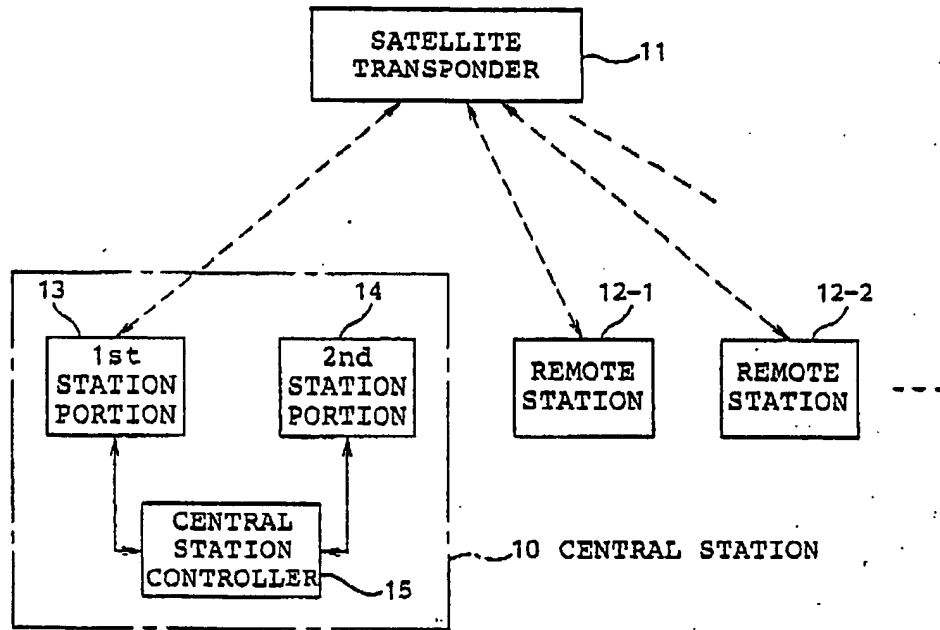 SATELLITE
TRANSPONDER
11
13
14
12-1
12-2
1st
STATION
PORTION
2nd
STATION
PORTION
REMOTE
STATION
REMOTE
STATION
CENTRAL
STATION
CONTROLLER
15
10 CENTRAL STATION